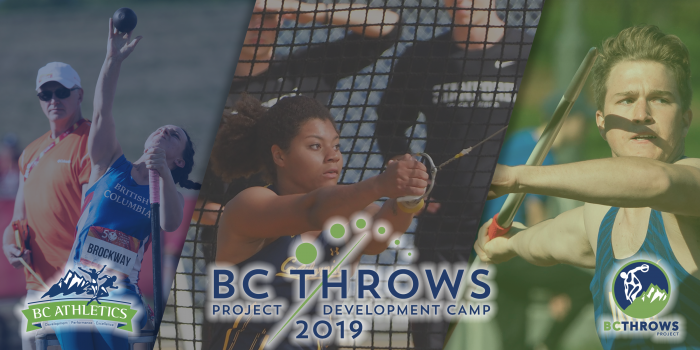 BRITISH
COLUMBIA
BROCKWAY
BC ATHLETICS
BC THROWS
PROJECT DEVELOPMENT CAMP
2019
BCTHROWS
PROJECT